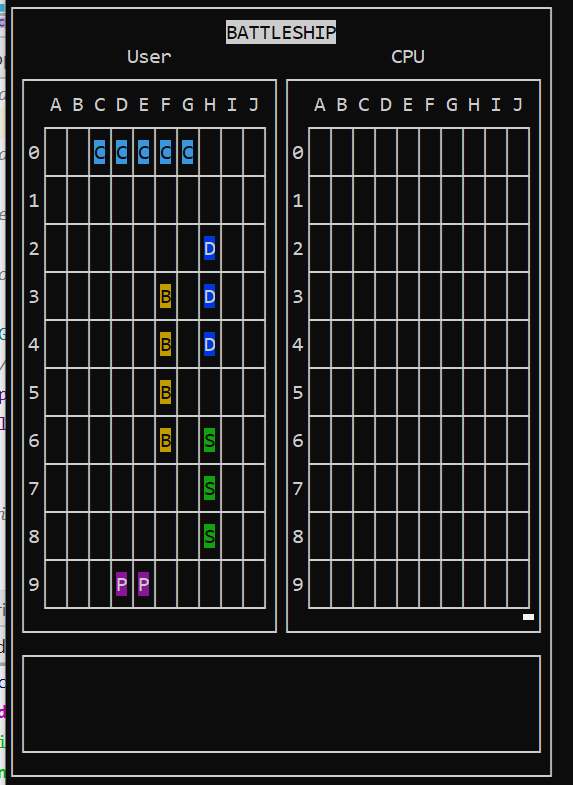 BATTLESHIP
User CPU
A B C D E F G H I J A B C D E F G H I J
0 C C C C C 0
1 1
2 D 2
3 B D 3
4 B D 4
5 B 5
6 B S 6
7 S 7
8 S 8
9 P P 9